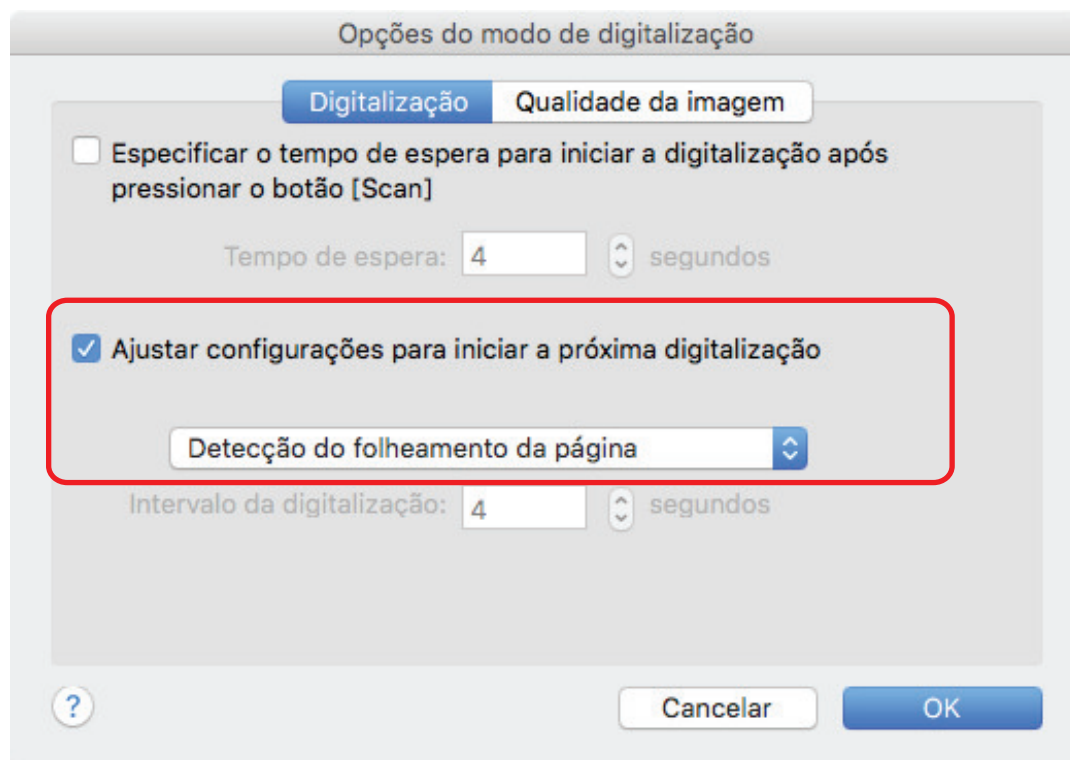 Opções do modo de digitalização
Digitalização Qualidade da imagem
Especificar o tempo de espera para iniciar a digitalização após
pressionar o botão [Scan]
Tempo de espera: 4 segundos
Ajustar configurações para iniciar a próxima digitalização
Detecção do folheamento da página
Intervalo da digitalização: 4 segundos
? Cancelar OK